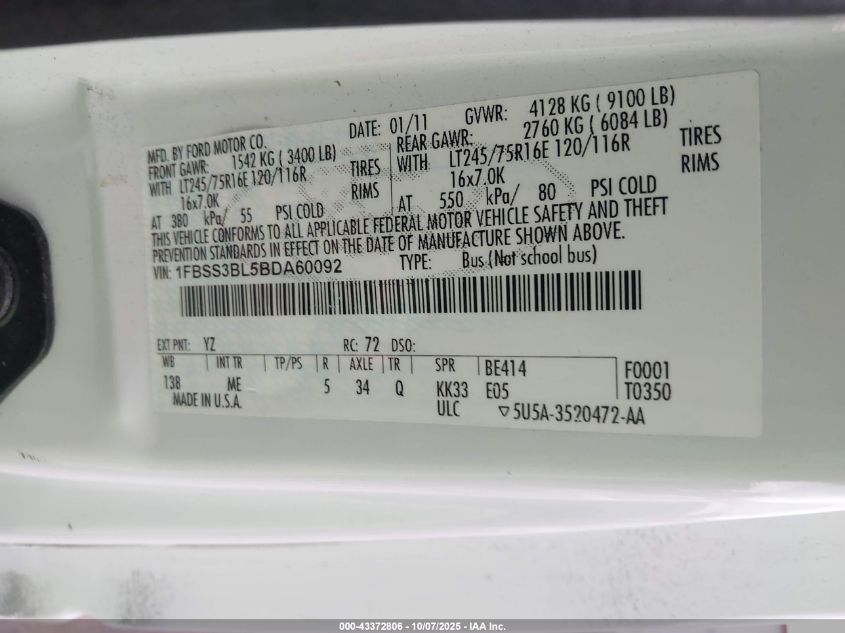 MFD. BY FORD MOTOR CO.
DATE: 01/11
GVWR: 4128 KG ( 9100 LB)
FRONT GAWR: 1542 KG ( 3400 LB)
REAR GAWR: 2760 KG ( 6084 LB)
WITH LT245/75R16E 120/116R TIRES
WITH LT245/75R16E 120/116R TIRES
16x7.0K RIMS
16x7.0K RIMS
AT 380 kPa/ 55 PSI COLD
AT 550 kPa/ 80 PSI COLD
THIS VEHICLE CONFORMS TO ALL APPLICABLE FEDERAL MOTOR VEHICLE SAFETY AND THEFT
PREVENTION STANDARDS IN EFFECT ON THE DATE OF MANUFACTURE SHOWN ABOVE.
VIN: 1FBSS3BL5BDA60092 TYPE: Bus (Not school bus)
EXT PNT: YZ RC: 72 DSO:
WB INT TR TP/PS R AXLE TR SPR BE414 F0001
138 ME 5 34 Q KK33 E05 T0350
MADE IN U.S.A. ULC ▽5U5A-3520472-AA
000-43372806 - 10/07/2025 - IAA Inc.